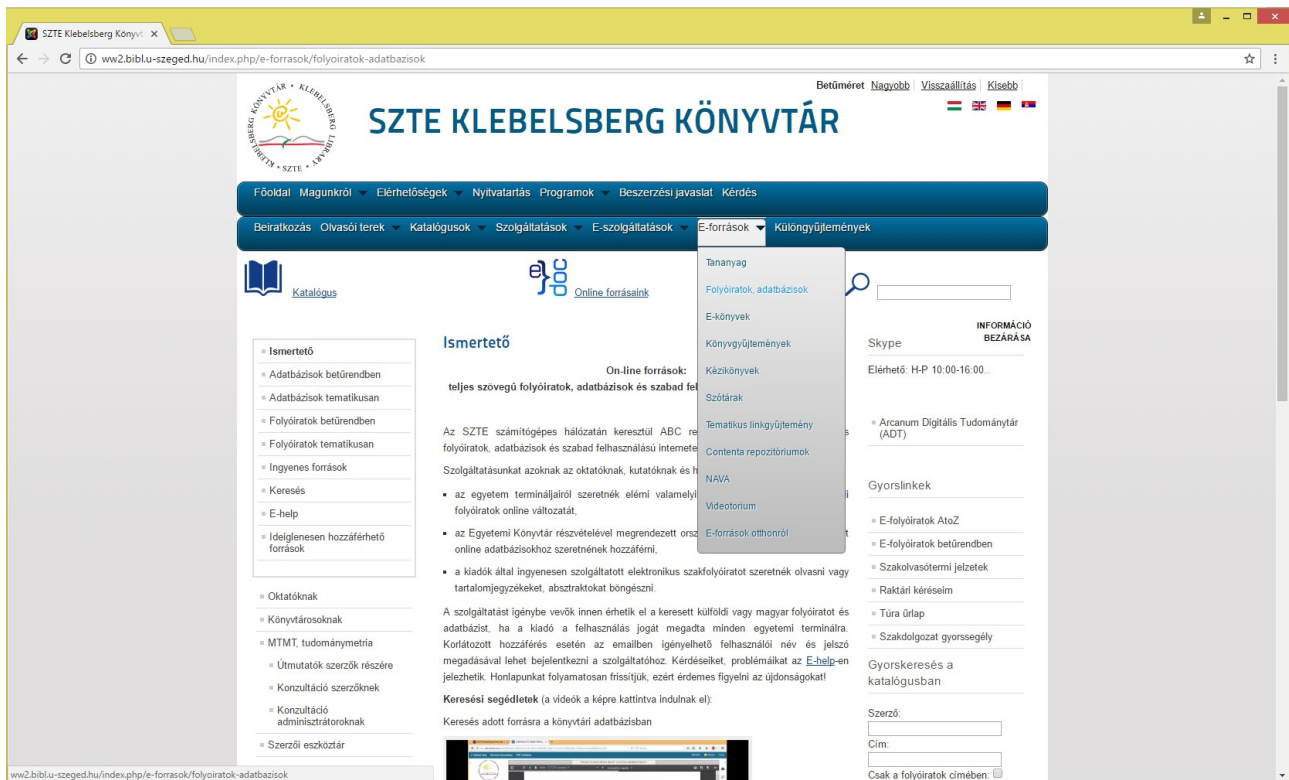 SZTE Klebelsberg Könyvt
ww2.bibl.u-szeged.hu/index.php/e-forrasok/folyoiratok-adatbazisok
Betűméret Nagyobb Visszaállítás Kisebb
KÖNYVTÁR • KLEBELSBERG LIBRARY
KLEBELSBERG • SZTE •
SZTE KLEBELSBERG KÖNYVTÁR
Főoldal Magunkról Elérhetőségek Nyitvatartás Programok Beszerzési javaslat Kérdés
Beiratkozás Olvasói terek Katalógusok Szolgáltatások E-szolgáltatások E-források Különgyűjtemények
Katalógus
e doc
Online forrásaink
Tananyag
Folyóiratok, adatbázisok
E-könyvek
Könyvgyűjtemények
Kézikönyvek
Szótárak
Tematikus linkgyűjtemény
Contenta repozitóriumok
NAVA
Videotorium
E-források otthonról
Ismertető
Adatbázisok betűrendben
Adatbázisok tematikusan
Folyóiratok betűrendben
Folyóiratok tematikusan
Ingyenes források
Keresés
E-help
Ideiglenesen hozzáférhető
források
Oktatóknak
Könyvtárosoknak
MTMT, tudománymetria
Útmutatók szerzők részére
Konzultáció szerzőknek
Konzultáció
adminisztrátoroknak
Szerzői eszköztár
Ismertető
On-line források:
teljes szövegű folyóiratok, adatbázisok és szabad fel
Az SZTE számítógépes hálózatán keresztül ABC re s
folyóiratok, adatbázisok és szabad felhasználású internete
Szolgáltatásunkat azoknak az oktatóknak, kutatóknak és h
az egyetem termináljairól szeretnék elérni valamelyi i
folyóiratok online változatát,
az Egyetemi Könyvtár részvételével megrendezett orsz t
online adatbázisokhoz szeretnének hozzáférni,
a kiadók által ingyenesen szolgáltatott elektronikus szakfolyóiratot szeretnék olvasni vagy
tartalomjegyzékeket, absztraktokat böngészni.
A szolgáltatást igénybe vevők innen érhetik el a keresett külföldi vagy magyar folyóiratot és
adatbázist, ha a kiadó a felhasználás jogát megadta minden egyetemi terminálra.
Korlátozott hozzáférés esetén az emailben igényelhető felhasználói név és jelszó
megadásával lehet bejelentkezni a szolgáltatóhoz. Kérdéseiket, problémáikat az E-help-en
jelezhetik. Honlapunkat folyamatosan frissítjük, ezért érdemes figyelni az újdonságokat!
Keresési segédletek (a videók a képre kattintva indulnak el):
Keresés adott forrásra a könyvtári adatbázisban
INFORMÁCIÓ
BEZÁRÁSA
Skype
Elérhető: H-P 10:00-16:00..
Arcanum Digitális Tudománytár
(ADT)
Gyorslinkek
E-folyóiratok AtoZ
E-folyóiratok betűrendben
Szakolvasótermi jelzetek
Raktári kéréseim
Túra űrlap
Szakdolgozat gyorssegély
Gyorskeresés a
katalógusban
Szerző:
Cím:
Csak a folyóiratok címében:
ww2.bibl.u-szeged.hu/index.php/e-forrasok/folyoiratok-adatbazisok